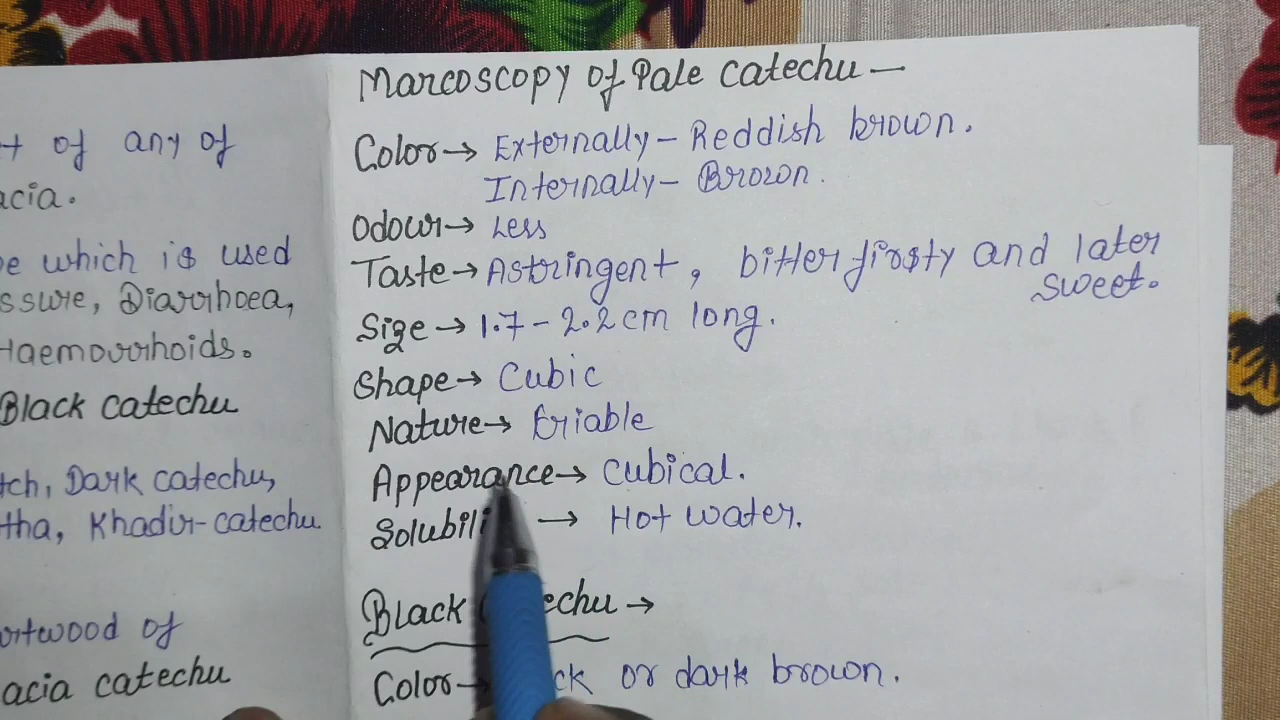 t of any of
acia.
e which is used
ssure, Diarrhoea,
Haemorrhoids.
Black catechu
tch, Dark catechu,
tha, Khadir-catechu
rtwood of
acia catechu
Marcoscopy of Pale Catechu —
Color → Externally - Reddish brown.
Internally - Brown.
Odour → Less
Taste → Astringent, bitter firsty and later
sweet.
Size → 1.7 - 2.2 cm long.
Shape → Cubic
Nature → friable
Appearance → Cubical.
Solubili → Hot water.
Black echu →
Color → ck or dark brown.